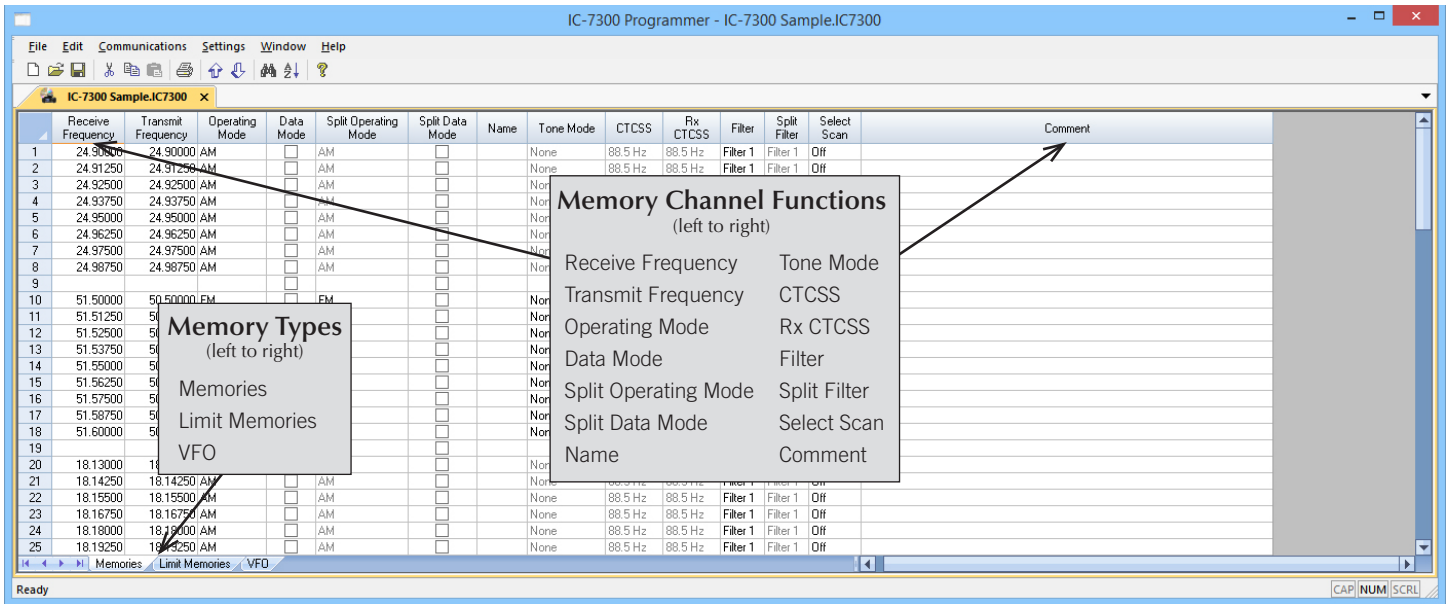 IC-7300 Programmer - IC-7300 Sample.IC7300
File Edit Communications Settings Window Help
IC-7300 Sample.IC7300
Receive Frequency Transmit Frequency Operating Mode Data Mode Split Operating Mode Split Data Mode Name Tone Mode CTCSS Rx CTCSS Filter Split Filter Select Scan Comment
1 24.90000 24.90000 AM AM None 88.5 Hz 88.5 Hz Filter 1 Filter 1 Off
2 24.91250 24.91250 AM AM None 88.5 Hz 88.5 Hz Filter 1 Filter 1 Off
3 24.92500 24.92500 AM AM
4 24.93750 24.93750 AM AM
5 24.95000 24.95000 AM AM
6 24.96250 24.96250 AM AM
7 24.97500 24.97500 AM AM
8 24.98750 24.98750 AM AM
9
10 51.50000 50.50000 FM FM
11 51.51250
12 51.52500
13 51.53750
14 51.55000
15 51.56250
16 51.57500
17 51.58750
18 51.60000
19
20 18.13000
21 18.14250 18.14250 AM AM None 88.5 Hz 88.5 Hz Filter 1 Filter 1 Off
22 18.15500 18.15500 AM AM None 88.5 Hz 88.5 Hz Filter 1 Filter 1 Off
23 18.16750 18.16750 AM AM None 88.5 Hz 88.5 Hz Filter 1 Filter 1 Off
24 18.18000 18.18000 AM AM None 88.5 Hz 88.5 Hz Filter 1 Filter 1 Off
25 18.19250 18.19250 AM AM None 88.5 Hz 88.5 Hz Filter 1 Filter 1 Off
Memory Channel Functions
(left to right)
Receive Frequency
Transmit Frequency
Operating Mode
Data Mode
Split Operating Mode
Split Data Mode
Name
Tone Mode
CTCSS
Rx CTCSS
Filter
Split Filter
Select Scan
Comment
Memory Types
(left to right)
Memories
Limit Memories
VFO
Memories Limit Memories VFO
Ready
CAP NUM SCRL